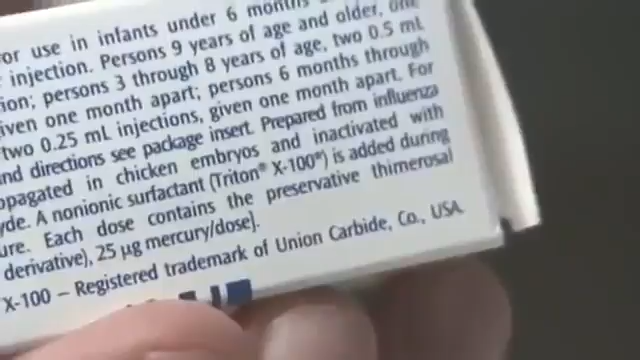 or use in infants under 6 months
injection. Persons 9 years of age and older, one
ion; persons 3 through 8 years of age, two 0.5 mL
iven one month apart; persons 6 months through
two 0.25 mL injections, given one month apart. For
nd directions see package insert. Prepared from influenza
opagated in chicken embryos and inactivated with
yde. A nonionic surfactant (Triton® X-100®) is added during
ure. Each dose contains the preservative thimerosal
derivative), 25 µg mercury/dose].
X-100 – Registered trademark of Union Carbide, Co., USA.